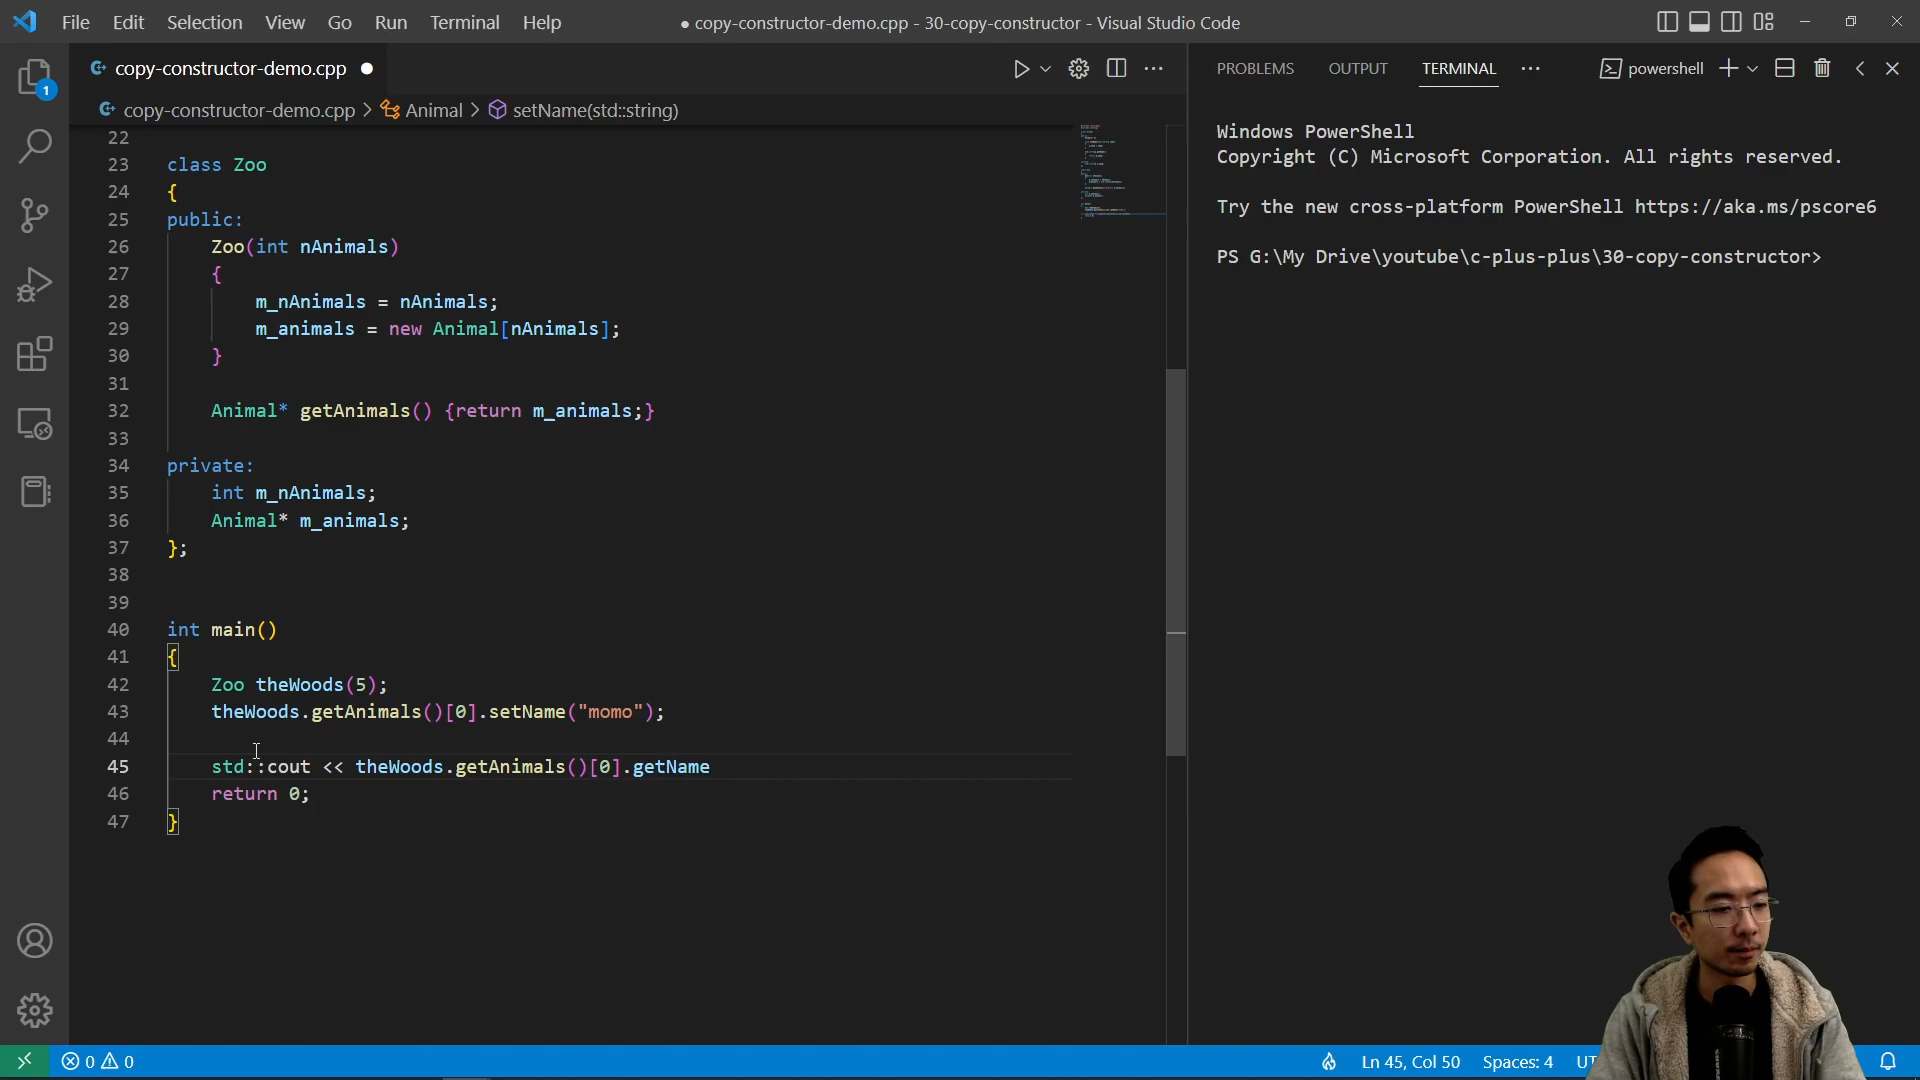 File Edit Selection View Go Run Terminal Help
● copy-constructor-demo.cpp - 30-copy-constructor - Visual Studio Code
copy-constructor-demo.cpp ●
copy-constructor-demo.cpp > Animal > setName(std::string)
1
22
23 class Zoo
24 {
25 public:
26 Zoo(int nAnimals)
27 {
28 m_nAnimals = nAnimals;
29 m_animals = new Animal[nAnimals];
30 }
31
32 Animal* getAnimals() {return m_animals;}
33
34 private:
35 int m_nAnimals;
36 Animal* m_animals;
37 };
38
39
40 int main()
41 {
42 Zoo theWoods(5);
43 theWoods.getAnimals()[0].setName("momo");
44
45 std::cout << theWoods.getAnimals()[0].getName
46 return 0;
47 }
PROBLEMS OUTPUT TERMINAL ··· powershell
Windows PowerShell
Copyright (C) Microsoft Corporation. All rights reserved.
Try the new cross-platform PowerShell https://aka.ms/pscore6
PS G:\My Drive\youtube\c-plus-plus\30-copy-constructor>
0 0 Ln 45, Col 50 Spaces: 4